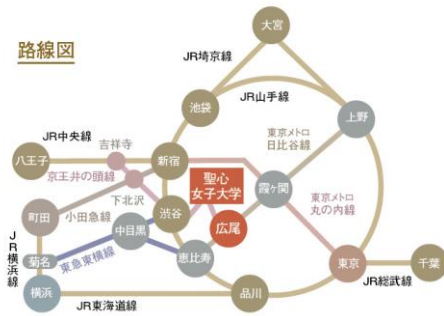 路線図
大宮
JR埼京線
池袋
JR山手線
上野
JR中央線
吉祥寺
東京メトロ
日比谷線
八王子
新宿
京王井の頭線
聖心
女子大学
霞ヶ関
下北沢
町田
小田急線
渋谷
東京メトロ
丸の内線
広尾
中目黒
JR横浜線
菊名
東急東横線
恵比寿
東京
千葉
JR総武線
横浜
JR東海道線
品川